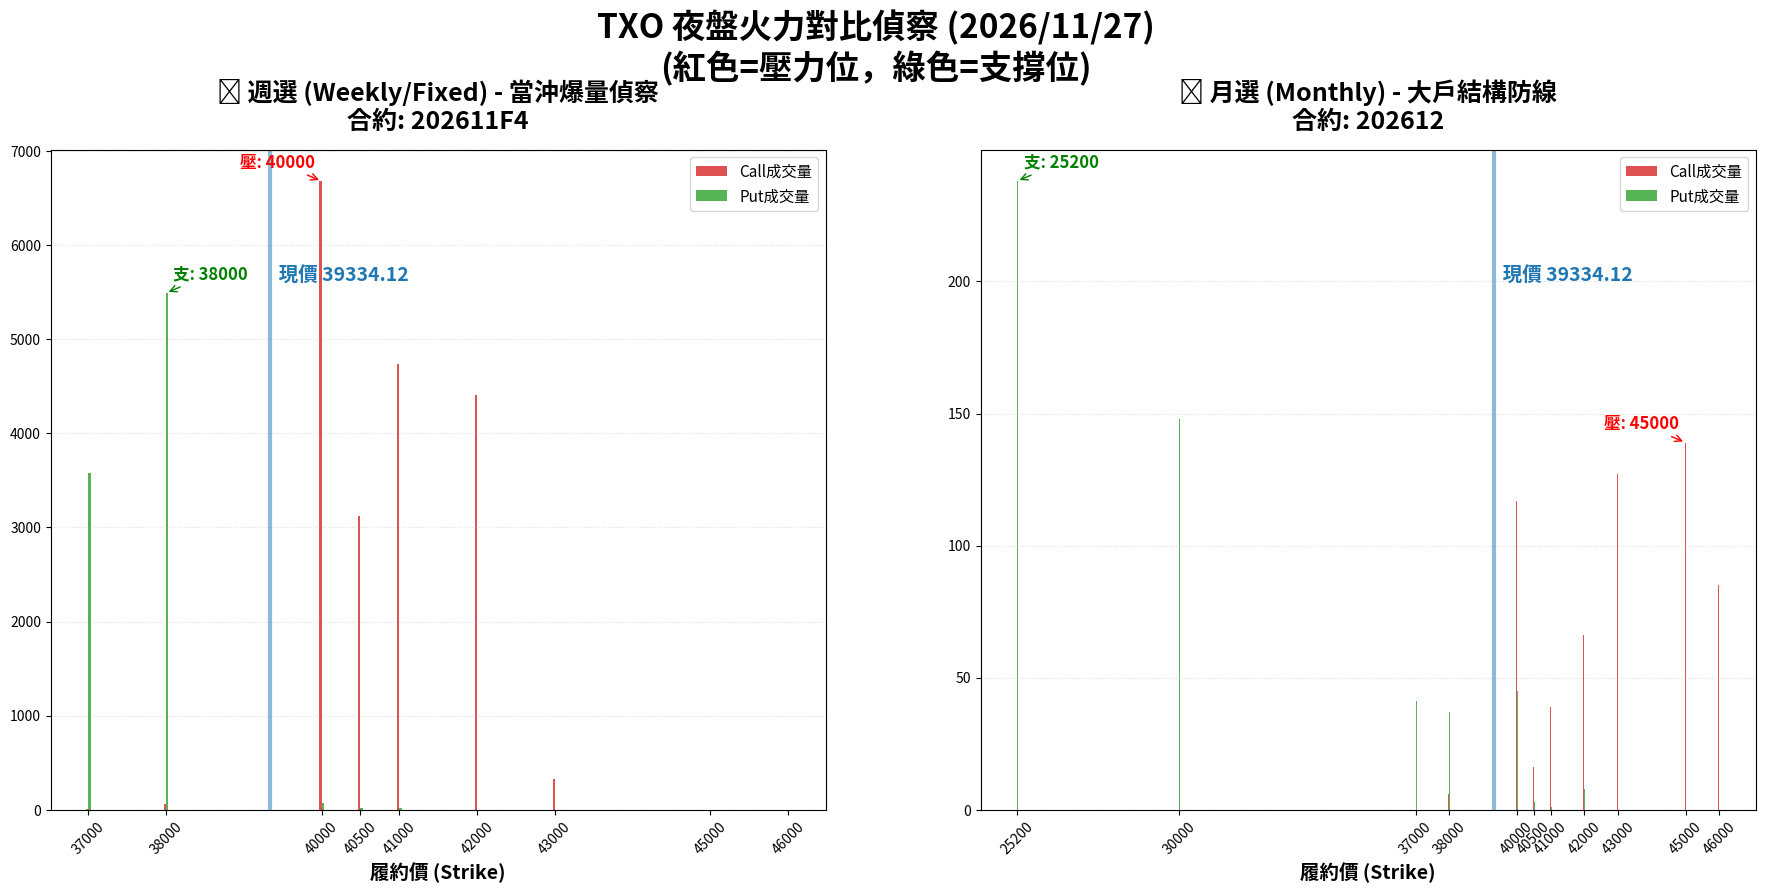 TXO 夜盤火力對比偵察 (2026/11/27)
(紅色=壓力位，綠色=支撐位)
週選 (Weekly/Fixed) - 當沖爆量偵察
合約: 202611F4
7000
6000
5000
4000
3000
2000
1000
0
壓: 40000
支: 38000
現價 39334.12
Call成交量
Put成交量
37000
38000
40000
40500
41000
42000
43000
45000
46000
履約價 (Strike)
月選 (Monthly) - 大戶結構防線
合約: 202612
200
150
100
50
0
支: 25200
現價 39334.12
壓: 45000
Call成交量
Put成交量
25200
30000
37000
38000
40000
40500
41000
42000
43000
45000
46000
履約價 (Strike)